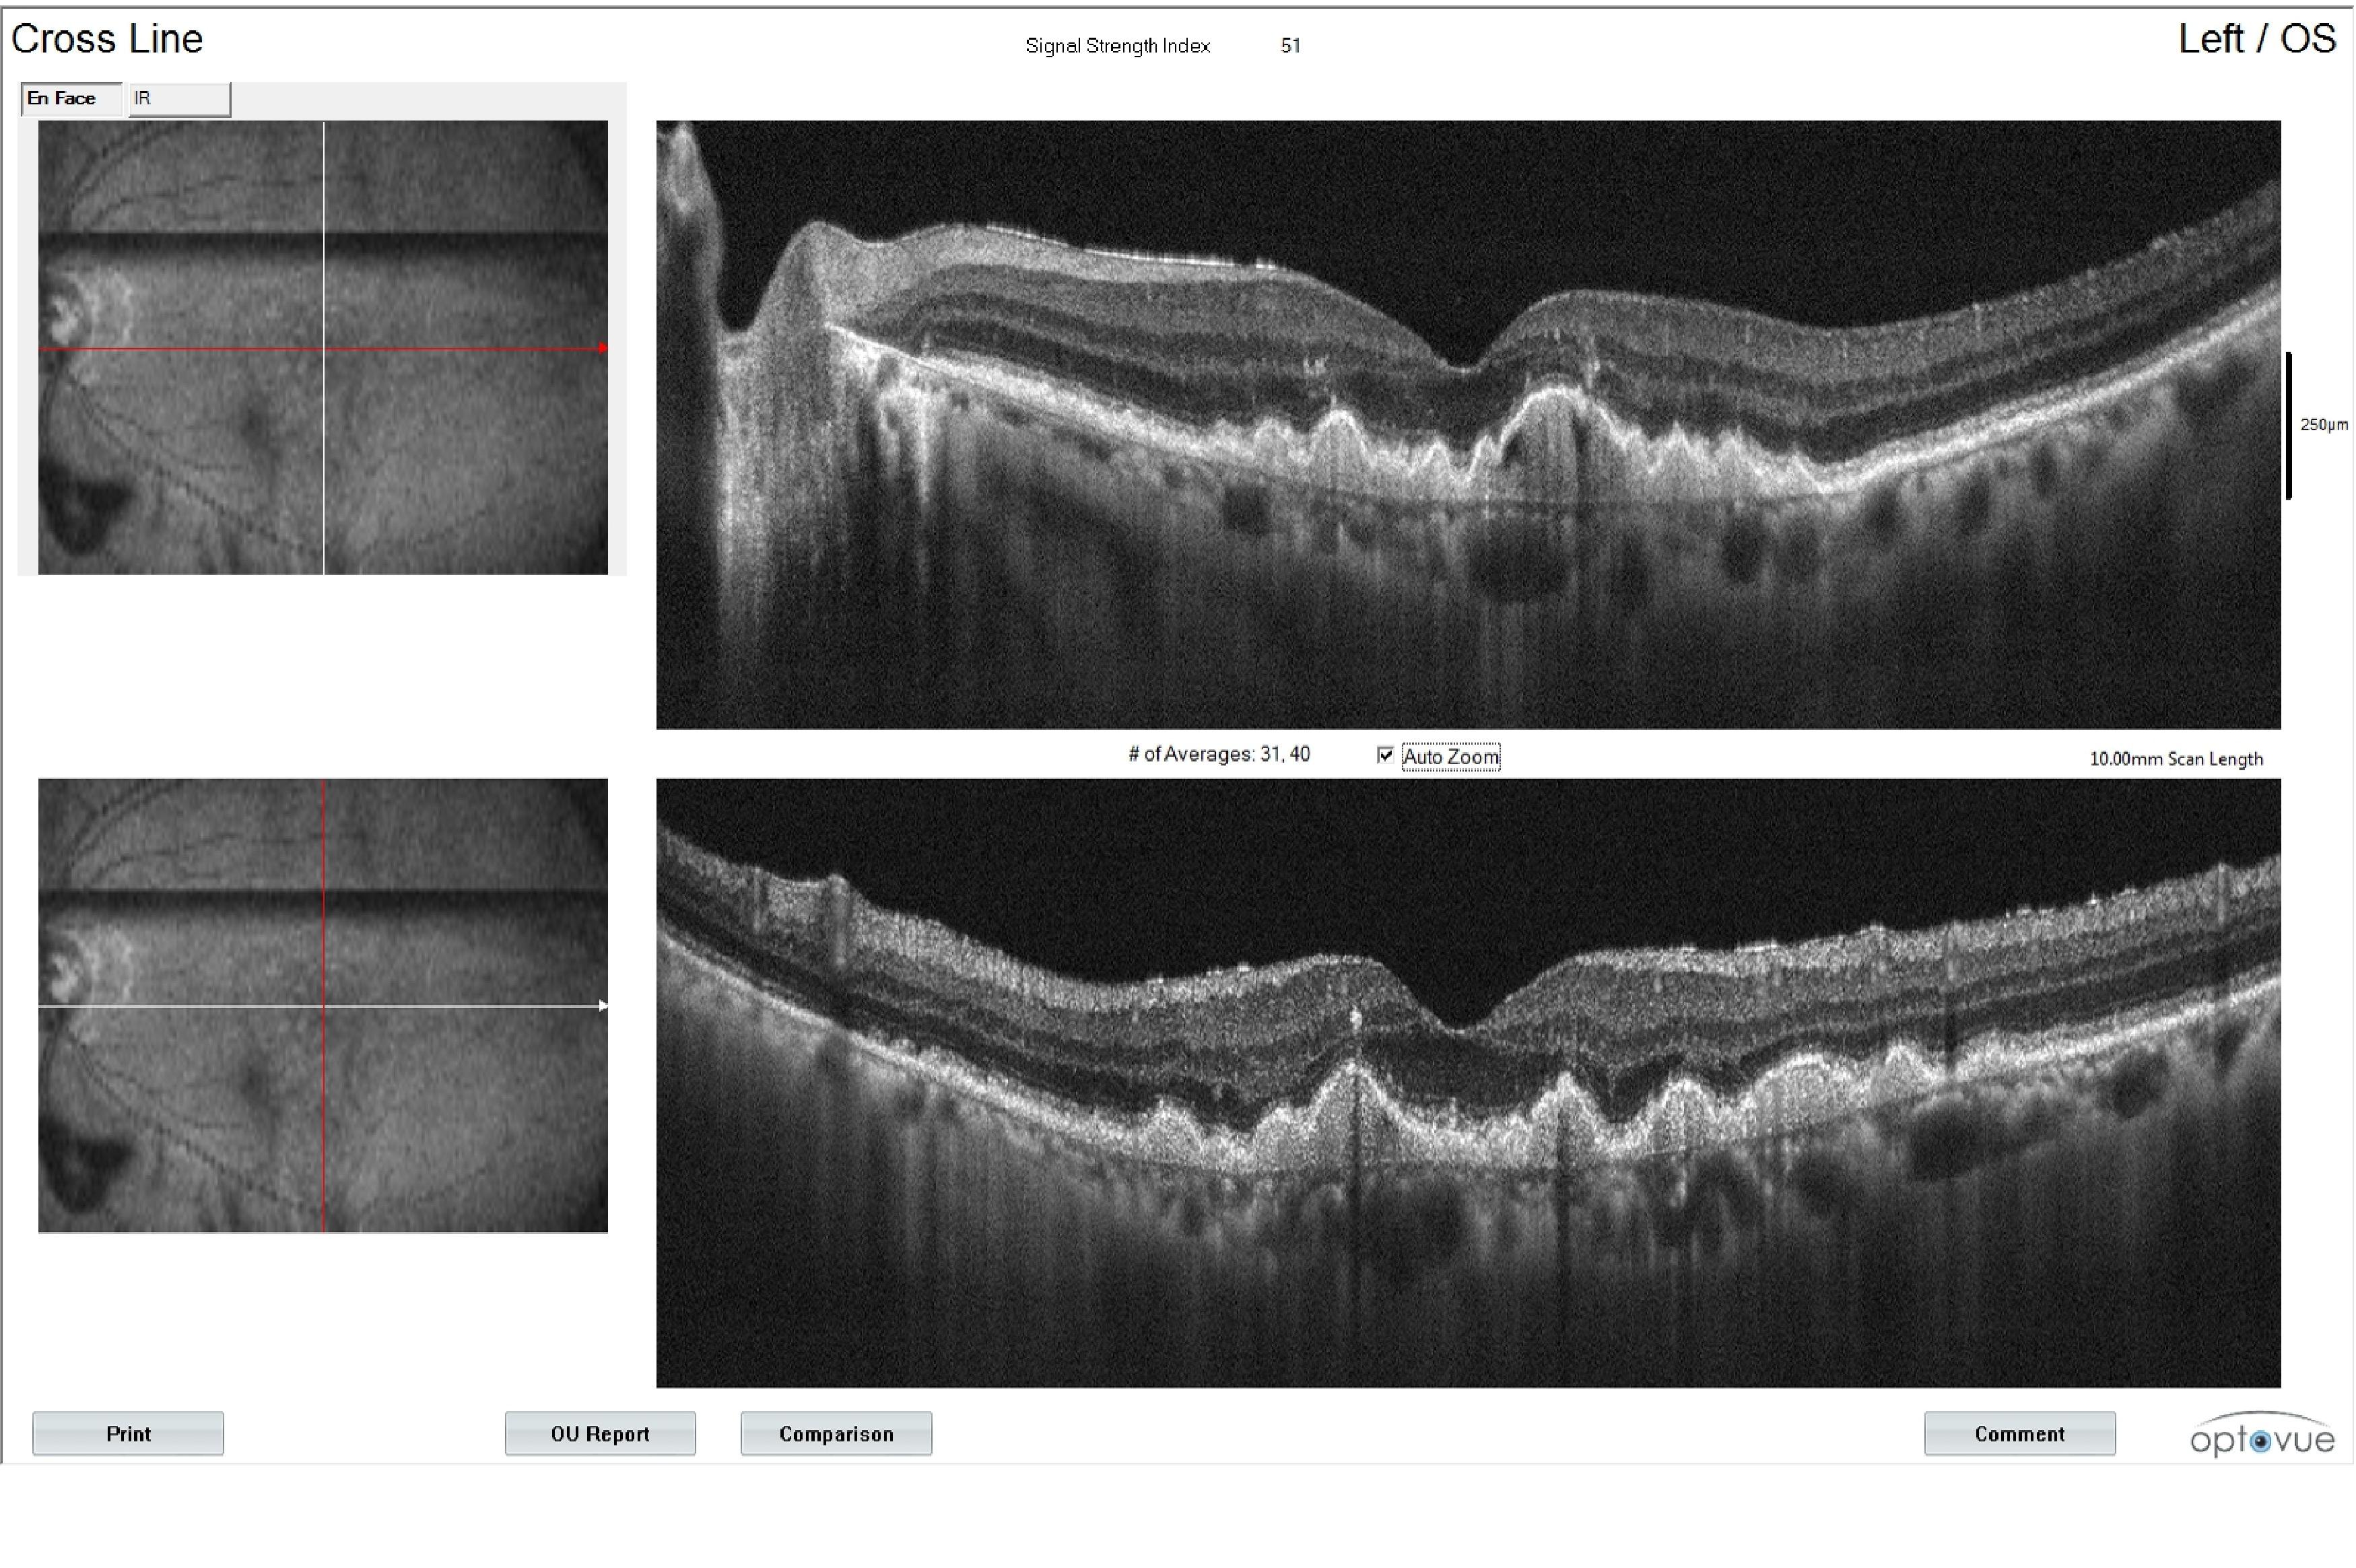 Cross Line
Signal Strength Index 51
Left / OS
En Face
IR
250µm
# of Averages: 31, 40
Auto Zoom
10.00mm Scan Length
Print
OU Report
Comparison
Comment
optovue